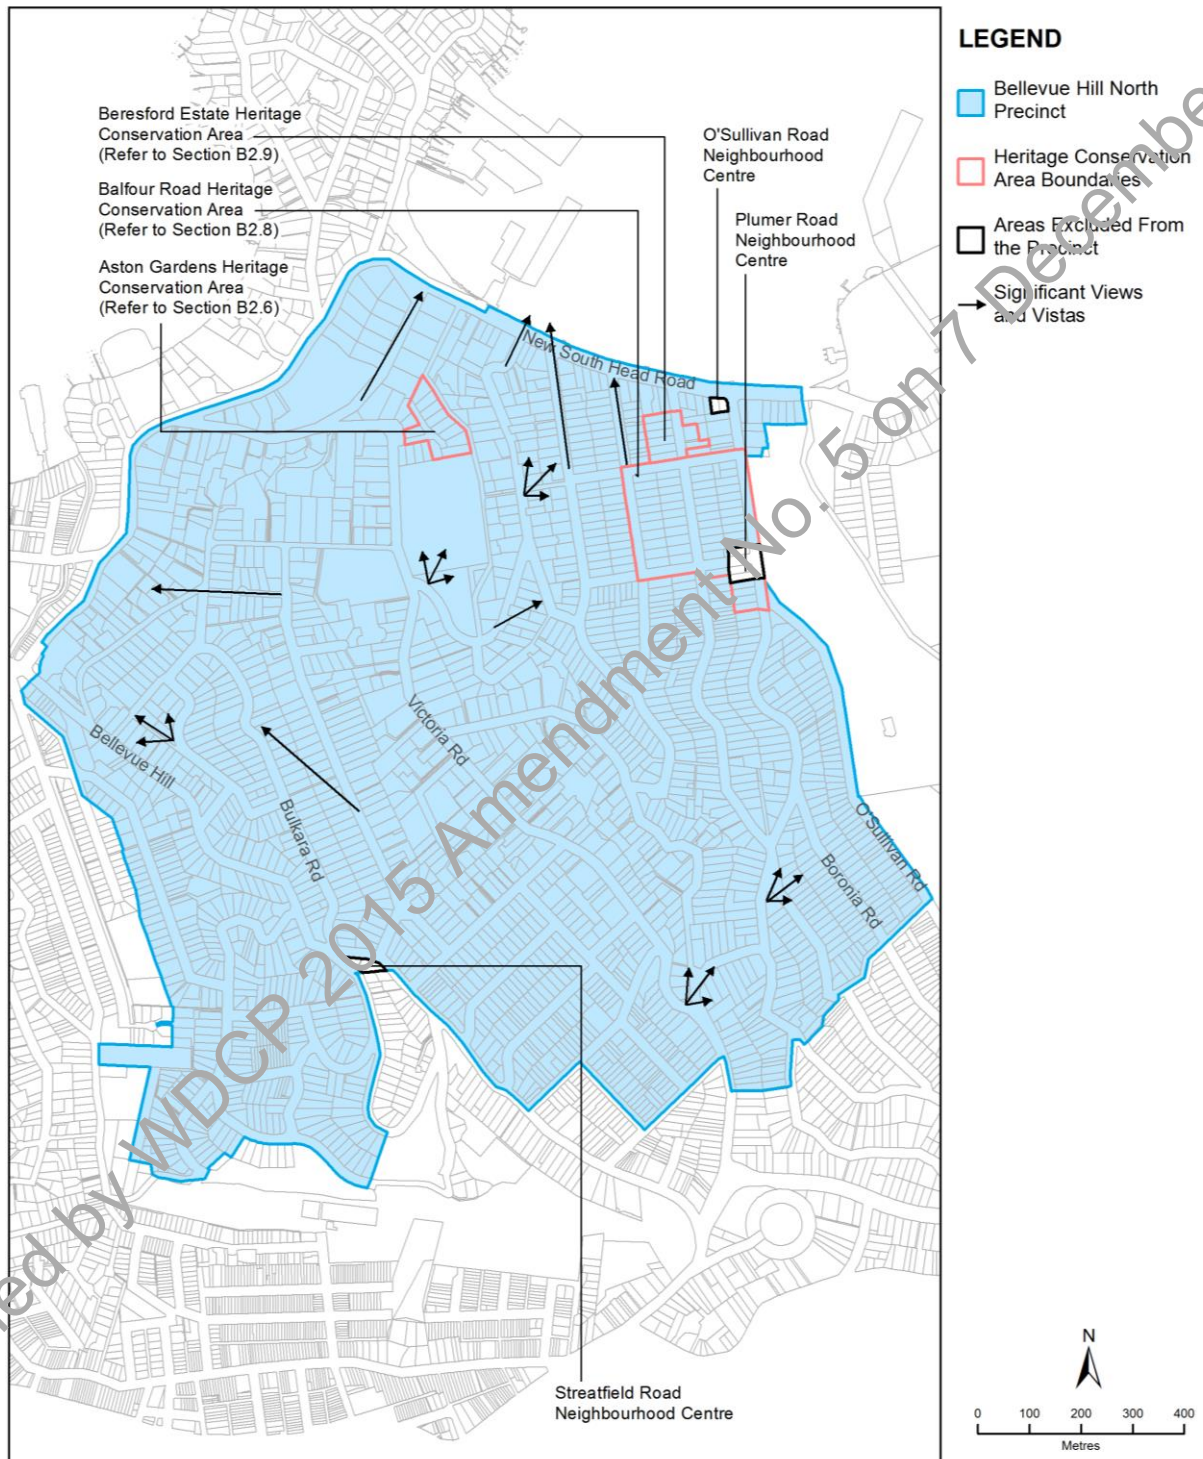 Beresford Estate Heritage
Conservation Area
(Refer to Section B2.9)
Balfour Road Heritage
Conservation Area
(Refer to Section B2.8)
Aston Gardens Heritage
Conservation Area
(Refer to Section B2.6)
O'Sullivan Road
Neighbourhood
Centre
Plumer Road
Neighbourhood
Centre
New South Head Road
Victoria Rd
Bellevue Hill
Bulkara Rd
O'Sullivan Rd
Boronia Rd
Streatfield Road
Neighbourhood Centre
LEGEND
Bellevue Hill North
Precinct
Heritage Conservation
Area Boundaries
Areas Excluded From
the Precinct
Significant Views
and Vistas
N
0 100 200 300 400
Metres
by WDCP 2015 Amendment No. 5 on 7 December